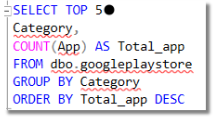 SELECT TOP 5
Category,
COUNT(App) AS Total_app
FROM dbo.googleplaystore
GROUP BY Category
ORDER BY Total_app DESC